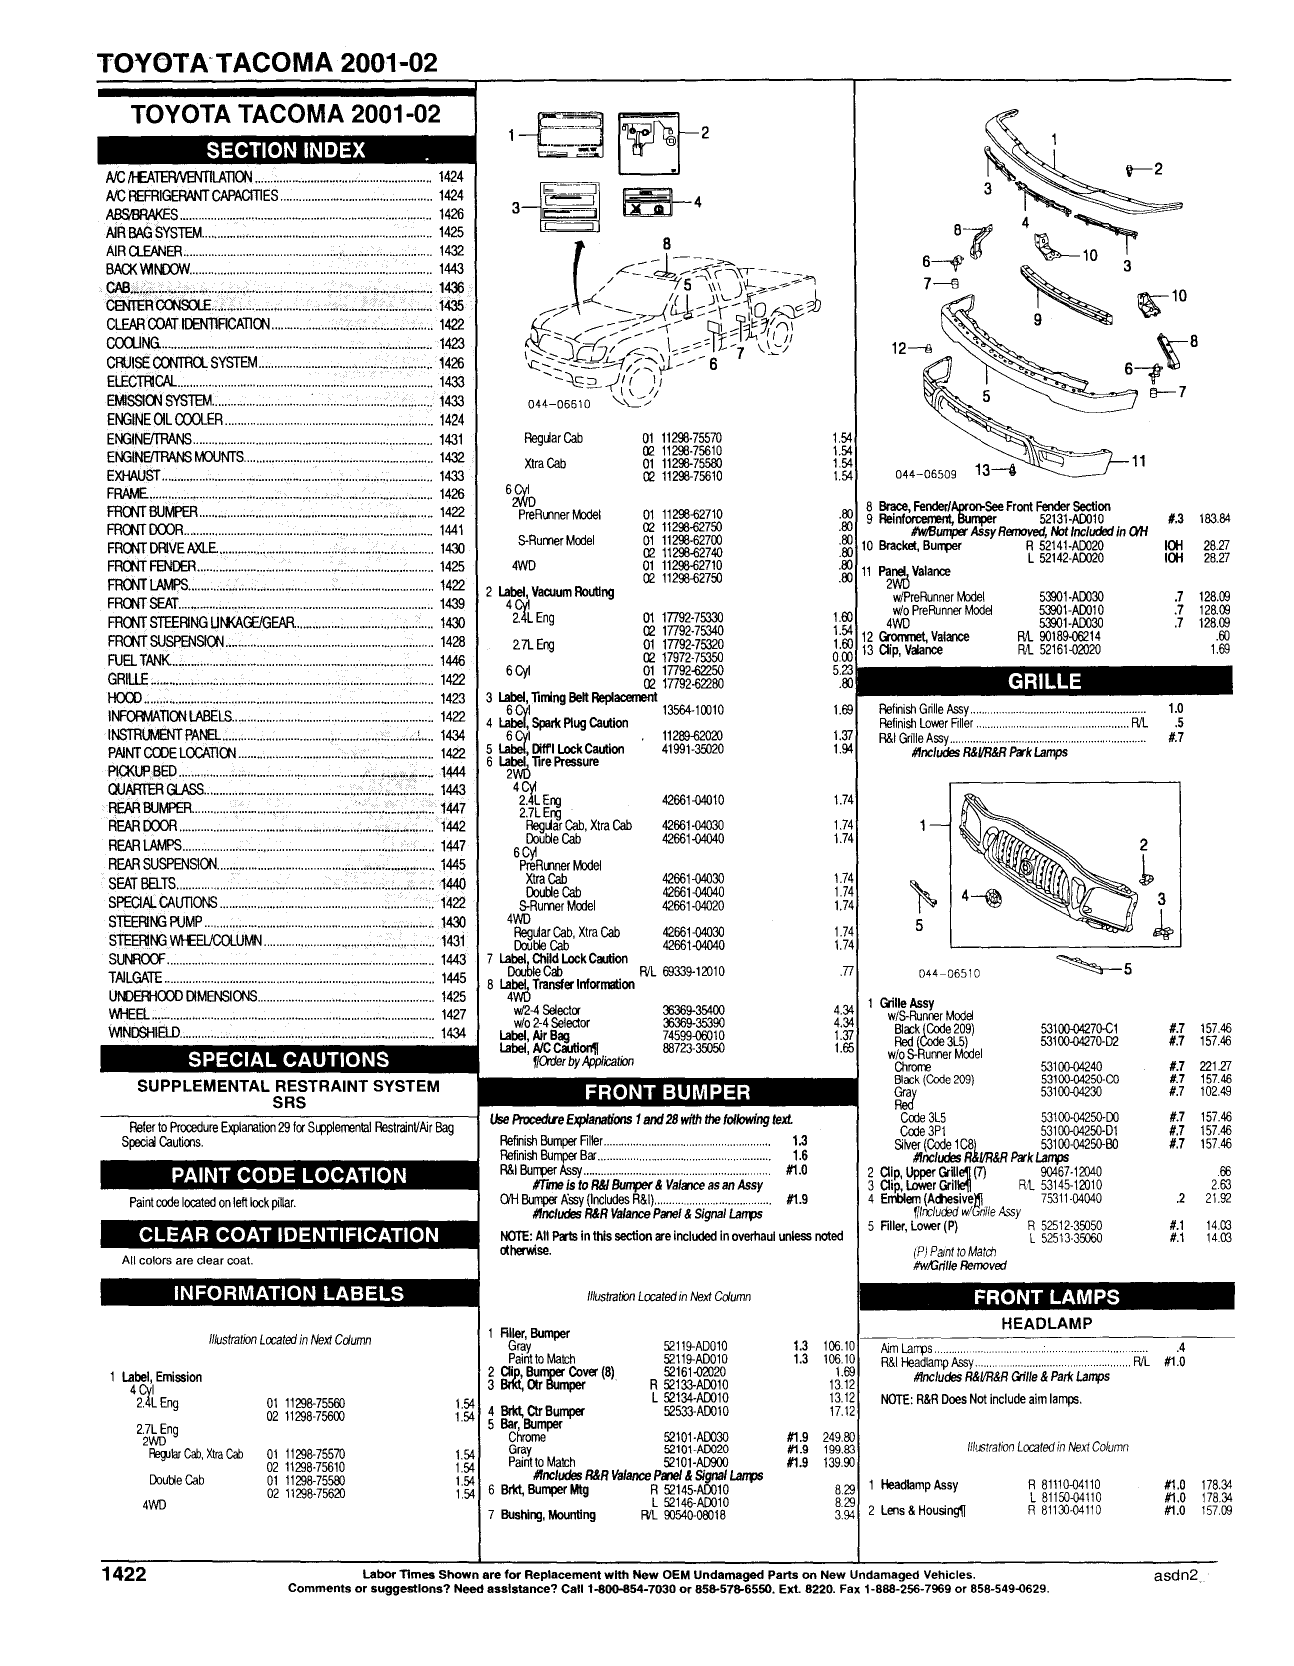 TOYOTA TACOMA 2001-02
TOYOTA TACOMA 2001-02
SECTION INDEX
A/C /HEATER/VENTILATION 1424
A/C REFRIGERANT CAPACITIES 1424
ABS/BRAKES 1426
AIR BAG SYSTEM 1425
AIR CLEANER 1432
BACK WINDOW 1443
CAB 1436
CENTER CONSOLE 1435
CLEAR COAT IDENTIFICATION 1422
COOLING 1423
CRUISE CONTROL SYSTEM 1426
ELECTRICAL 1433
EMISSION SYSTEM 1433
ENGINE OIL COOLER 1424
ENGINE/TRANS 1431
ENGINE/TRANS MOUNTS 1432
EXHAUST 1433
FRAME 1426
FRONT BUMPER 1422
FRONT DOOR 1441
FRONT DRIVE AXLE 1430
FRONT FENDER 1425
FRONT LAMPS 1422
FRONT SEAT 1439
FRONT STEERING LINKAGE/GEAR 1430
FRONT SUSPENSION 1428
FUEL TANK 1446
GRILLE 1422
HOOD 1423
INFORMATION LABELS 1422
INSTRUMENT PANEL 1434
PAINT CODE LOCATION 1422
PICKUP BED 1444
QUARTER GLASS 1443
REAR BUMPER 1447
REAR DOOR 1442
REAR LAMPS 1447
REAR SUSPENSION 1445
SEAT BELTS 1440
SPECIAL CAUTIONS 1422
STEERING PUMP 1430
STEERING WHEEL/COLUMN 1431
SUNROOF 1443
TAILGATE 1445
UNDERHOOD DIMENSIONS 1425
WHEEL 1427
WINDSHIELD 1434
SPECIAL CAUTIONS
SUPPLEMENTAL RESTRAINT SYSTEM
SRS
Refer to Procedure Explanation 29 for Supplemental Restraint/Air Bag
Special Cautions.
PAINT CODE LOCATION
Paint code located on left lock pillar.
CLEAR COAT IDENTIFICATION
All colors are clear coat.
INFORMATION LABELS
Illustration Located in Next Column
1 Label, Emission
4 Cyl
2.4L Eng 01 11298-75560 1.54
02 11298-75600 1.54
2.7L Eng
2WD
Regular Cab, Xtra Cab 01 11298-75570 1.54
02 11298-75610 1.54
Double Cab 01 11298-75580 1.54
02 11298-75620 1.54
4WD
1
2
3
4
8
5
6
7
044-06610
Regular Cab 01 11298-75570 1.54
02 11298-75610 1.54
Xtra Cab 01 11298-75580 1.54
02 11298-75610 1.54
6 Cyl
2WD
PreRunner Model 01 11298-62710 .80
02 11298-62750 .80
S-Runner Model 01 11298-62700 .80
02 11298-62740 .80
4WD 01 11298-62710 .80
02 11298-62750 .80
2 Label, Vacuum Routing
4 Cyl
2.4L Eng 01 17792-75330 1.60
02 17792-75340 1.54
2.7L Eng 01 17792-75320 1.60
02 17972-75350 0.00
6 Cyl 01 17792-62250 5.23
02 17792-62280 .80
3 Label, Timing Belt Replacement
6 Cyl 13564-10010 1.69
4 Label, Spark Plug Caution
6 Cyl 11289-62020 1.37
5 Label, Diff'l Lock Caution 41991-35020 1.94
6 Label, Tire Pressure
2WD
4 Cyl
2.4L Eng 42661-04010 1.74
2.7L Eng
Regular Cab, Xtra Cab 42661-04030 1.74
Double Cab 42661-04040 1.74
6 Cyl
PreRunner Model
Xtra Cab 42661-04030 1.74
Double Cab 42661-04040 1.74
S-Runner Model 42661-04020 1.74
4WD
Regular Cab, Xtra Cab 42661-04030 1.74
Double Cab 42661-04040 1.74
7 Label, Child Lock Caution
Double Cab R/L 69339-12010 .77
8 Label, Transfer Information
4WD
w/2-4 Selector 36369-35400 4.34
w/o 2-4 Selector 36369-35390 4.34
Label, Air Bag 74599-06010 1.37
Label, A/C Caution¶ 88723-35050 1.65
¶Order by Application
FRONT BUMPER
Use Procedure Explanations 1 and 28 with the following text.
Refinish Bumper Filler 1.3
Refinish Bumper Bar 1.6
R&I Bumper Assy #1.0
#Time is to R&I Bumper & Valance as an Assy
O/H Bumper Assy (Includes R&I) #1.9
#Includes R&R Valance Panel & Signal Lamps
NOTE: All Parts in this section are included in overhaul unless noted
otherwise.
Illustration Located in Next Column
1 Filler, Bumper
Gray 52119-AD010 1.3 106.10
Paint to Match 52119-AD010 1.3 106.10
2 Clip, Bumper Cover (8) 52161-02020 1.69
3 Brkt, Otr Bumper R 52133-AD010 13.12
L 52134-AD010 13.12
4 Brkt, Ctr Bumper 52533-AD010 17.12
5 Bar, Bumper
Chrome 52101-AD030 #1.9 249.80
Gray 52101-AD020 #1.9 199.83
Paint to Match 52101-AD900 #1.9 139.90
#Includes R&R Valance Panel & Signal Lamps
6 Brkt, Bumper Mtg R 52145-AD010 8.29
L 52146-AD010 8.29
7 Bushing, Mounting R/L 90540-08018 3.94
1
2
3
4
8
10
6
3
7
9
10
12
8
6
5
7
11
044-06509 13
8 Brace, Fender/Apron-See Front Fender Section
9 Reinforcement, Bumper 52131-AD010 #.3 183.84
#w/Bumper Assy Removed, Not Included in O/H
10 Bracket, Bumper R 52141-AD020 IOH 28.27
L 52142-AD020 IOH 28.27
11 Panel, Valance
2WD
w/PreRunner Model 53901-AD030 .7 128.09
w/o PreRunner Model 53901-AD010 .7 128.09
4WD 53901-AD030 .7 128.09
12 Grommet, Valance R/L 90189-06214 .60
13 Clip, Valance R/L 52161-02020 1.69
GRILLE
Refinish Grille Assy 1.0
Refinish Lower Filler R/L .5
R&I Grille Assy #.7
#Includes R&I/R&R Park Lamps
1
2
4
3
5
044-06510
5
1 Grille Assy
w/S-Runner Model
Black (Code 209) 53100-04270-C1 #.7 157.46
Red (Code 3L5) 53100-04270-D2 #.7 157.46
w/o S-Runner Model
Chrome 53100-04240 #.7 221.27
Black (Code 209) 53100-04250-C0 #.7 157.46
Gray 53100-04230 #.7 102.49
Red
Code 3L5 53100-04250-D0 #.7 157.46
Code 3P1 53100-04250-D1 #.7 157.46
Silver (Code 1C8) 53100-04250-B0 #.7 157.46
#Includes R&I/R&R Park Lamps
2 Clip, Upper Grille¶ (7) 90467-12040 .66
3 Clip, Lower Grille¶ R/L 53145-12010 2.63
4 Emblem (Adhesive)¶ 75311-04040 .2 21.92
¶Included w/Grille Assy
5 Filler, Lower (P) R 52512-35050 #.1 14.03
L 52513-35060 #.1 14.03
(P) Paint to Match
#w/Grille Removed
FRONT LAMPS
HEADLAMP
Aim Lamps .4
R&I Headlamp Assy R/L #1.0
#Includes R&I/R&R Grille & Park Lamps
NOTE: R&R Does Not include aim lamps.
Illustration Located in Next Column
1 Headlamp Assy R 81110-04110 #1.0 178.34
L 81150-04110 #1.0 178.34
2 Lens & Housing¶ R 81130-04110 #1.0 157.09
1422
Labor Times Shown are for Replacement with New OEM Undamaged Parts on New Undamaged Vehicles.
Comments or suggestions? Need assistance? Call 1-800-854-7030 or 858-578-6550. Ext. 8220. Fax 1-888-256-7969 or 858-549-0629.
asdn2